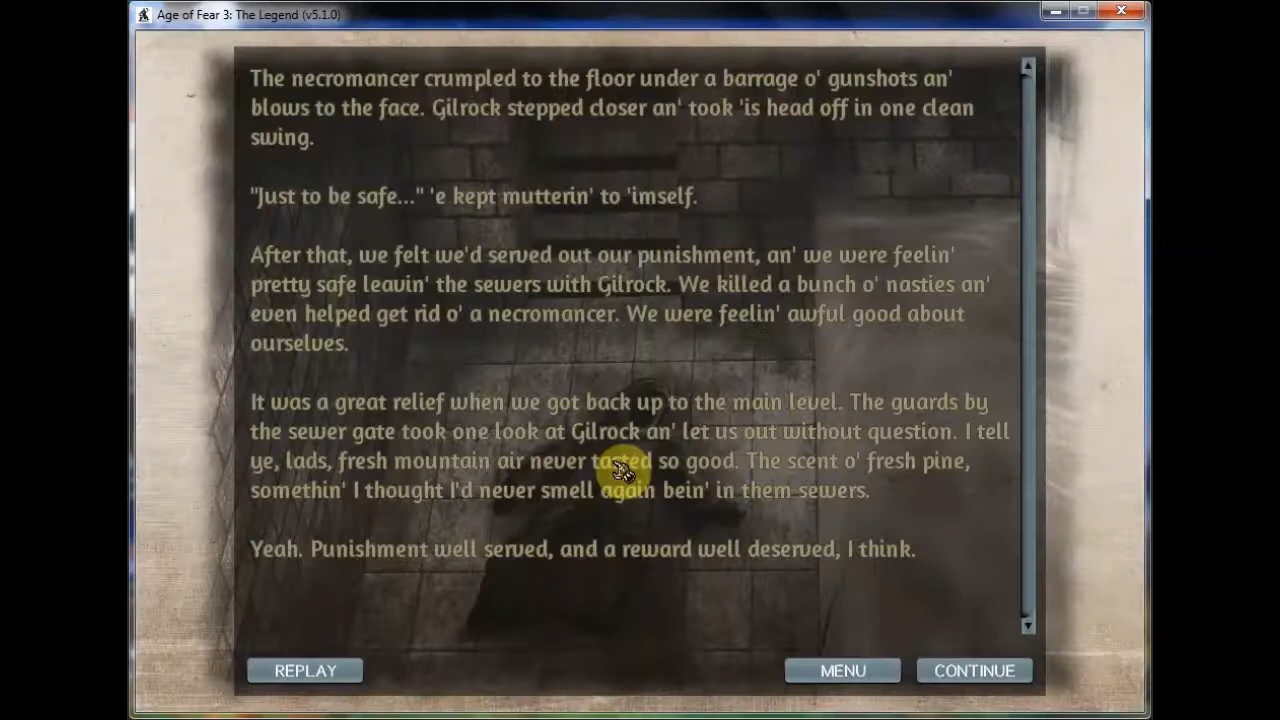 Age of Fear 3: The Legend (v5.1.0)
The necromancer crumpled to the floor under a barrage o' gunshots an'
blows to the face. Gilrock stepped closer an' took 'is head off in one clean
swing.
"Just to be safe..." 'e kept mutterin' to 'imself.
After that, we felt we'd served out our punishment, an' we were feelin'
pretty safe leavin' the sewers with Gilrock. We killed a bunch o' nasties an'
even helped get rid o' a necromancer. We were feelin' awful good about
ourselves.
It was a great relief when we got back up to the main level. The guards by
the sewer gate took one look at Gilrock an' let us out without question. I tell
ye, lads, fresh mountain air never tasted so good. The scent o' fresh pine,
somethin' I thought I'd never smell again bein' in them sewers.
Yeah. Punishment well served, and a reward well deserved, I think.
REPLAY MENU CONTINUE